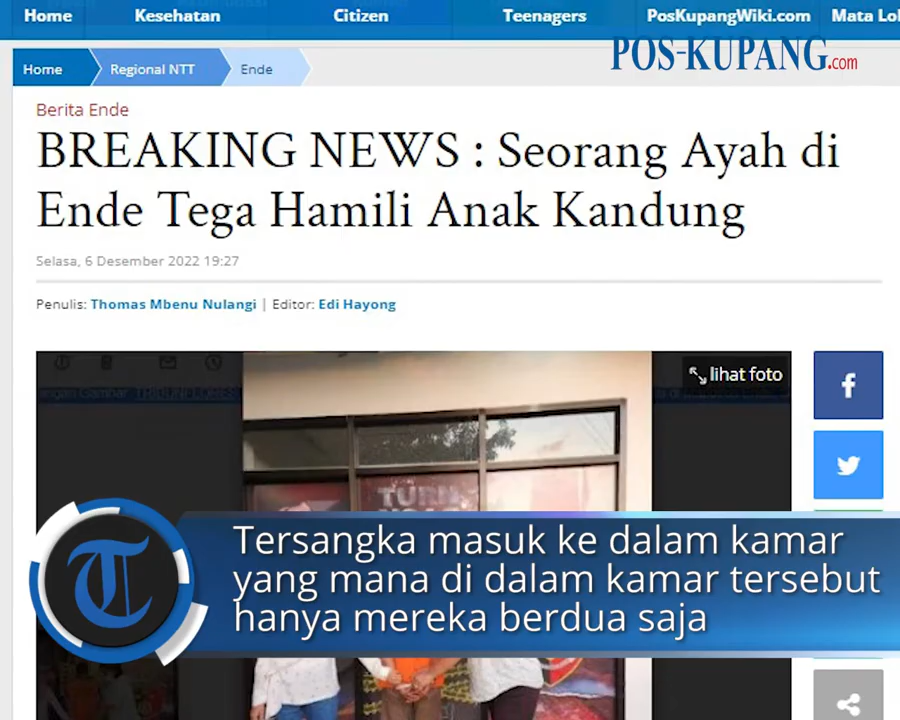 Home Kesehatan Citizen Teenagers PosKupangWiki.com Mata Lo
POS-KUPANG.com
Home Regional NTT Ende
Berita Ende
BREAKING NEWS : Seorang Ayah di
Ende Tega Hamili Anak Kandung
Selasa, 6 Desember 2022 19:27
Penulis: Thomas Mbenu Nulangi | Editor: Edi Hayong
lihat foto
Tersangka masuk ke dalam kamar
yang mana di dalam kamar tersebut
hanya mereka berdua saja